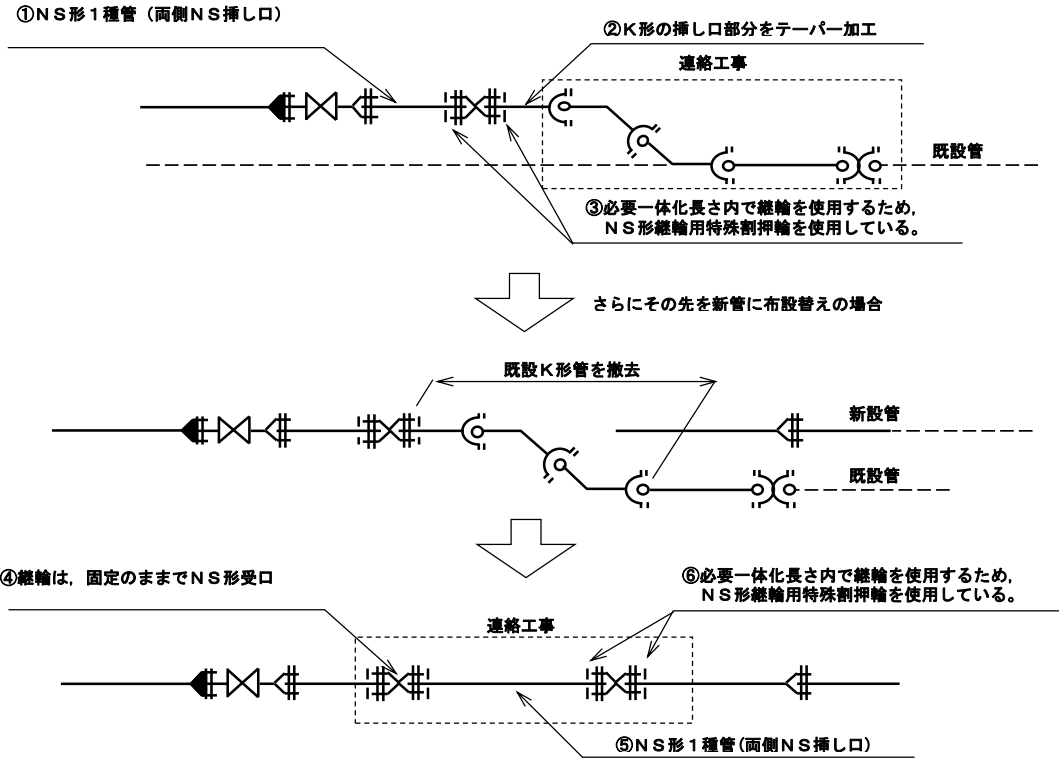 ①ＮＳ形１種管（両側ＮＳ挿し口）
②Ｋ形の挿し口部分をテーパー加工
連絡工事
既設管
③必要一体化長さ内で継輪を使用するため，
ＮＳ形継輪用特殊割押輪を使用している。
さらにその先を新管に布設替えの場合
既設Ｋ形管を撤去
新設管
既設管
④継輪は，固定のままでＮＳ形受口
⑥必要一体化長さ内で継輪を使用するため，
ＮＳ形継輪用特殊割押輪を使用している。
連絡工事
⑤ＮＳ形１種管(両側ＮＳ挿し口）